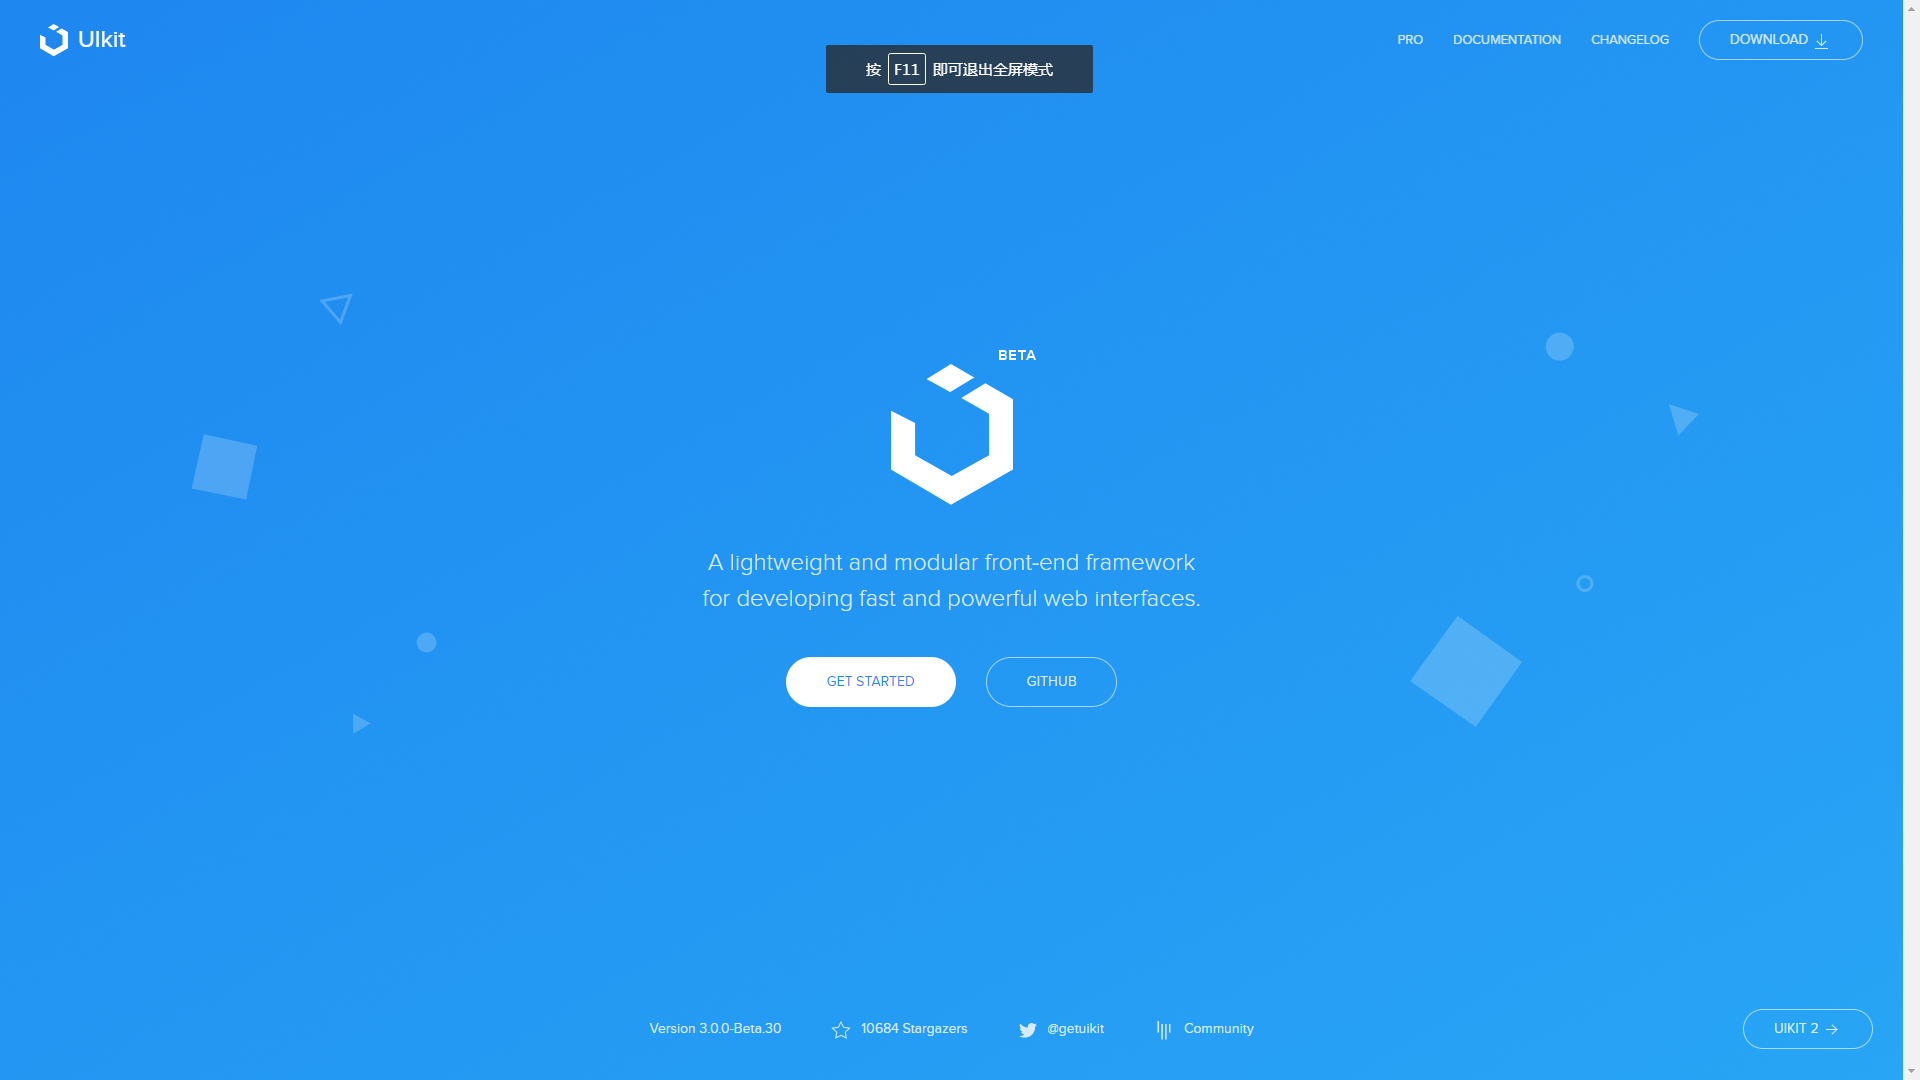 UIkit
PRO
DOCUMENTATION
CHANGELOG
DOWNLOAD
按 F11 即可退出全屏模式
BETA
A lightweight and modular front-end framework
for developing fast and powerful web interfaces.
GET STARTED
GITHUB
Version 3.0.0-Beta.30
10684 Stargazers
@getuikit
Community
UIKIT 2